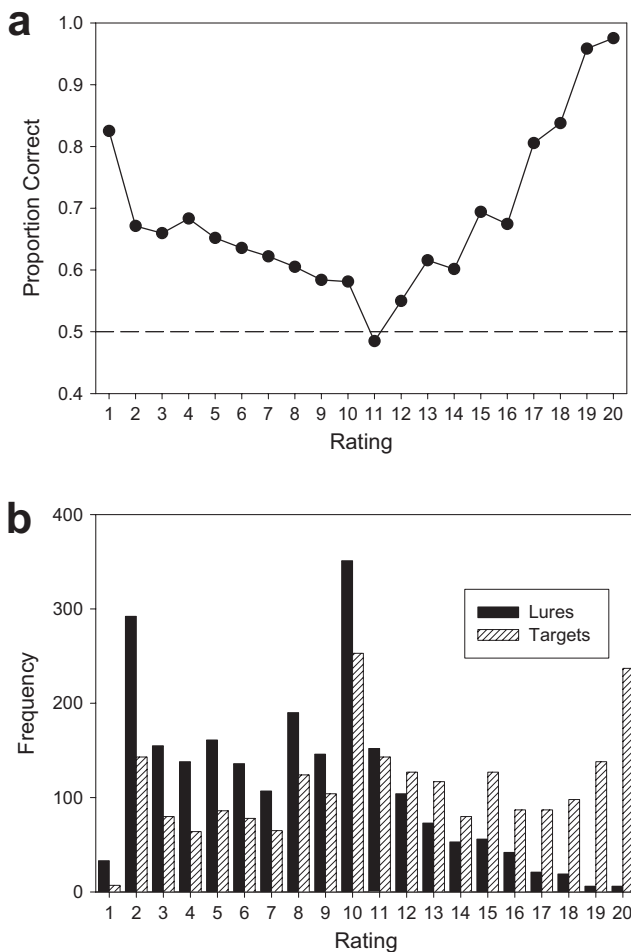 a
1.0
0.9
0.8
0.7
0.6
0.5
0.4
Proportion Correct
1 2 3 4 5 6 7 8 9 10 11 12 13 14 15 16 17 18 19 20
Rating
b
400
300
200
100
0
Frequency
Lures
Targets
1 2 3 4 5 6 7 8 9 10 11 12 13 14 15 16 17 18 19 20
Rating